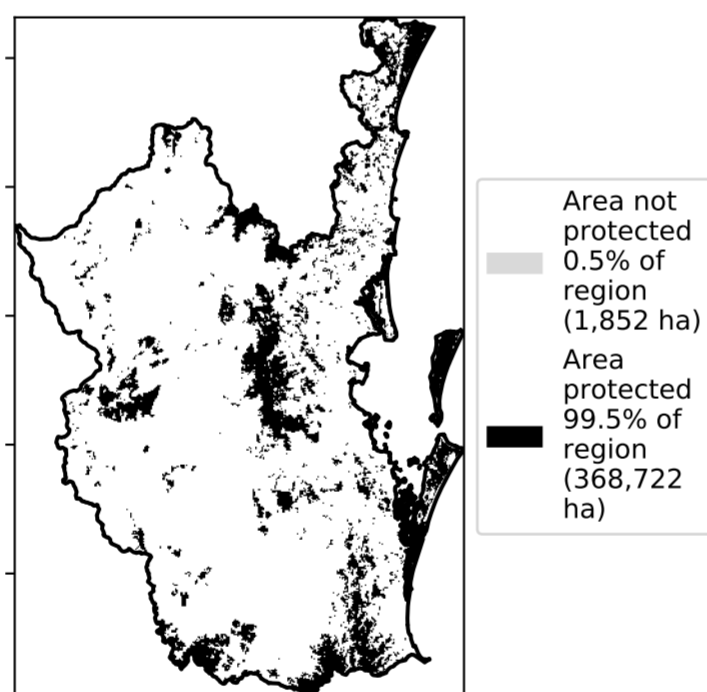 Area not
protected
0.5% of
region
(1,852 ha)
Area
protected
99.5% of
region
(368,722
ha)